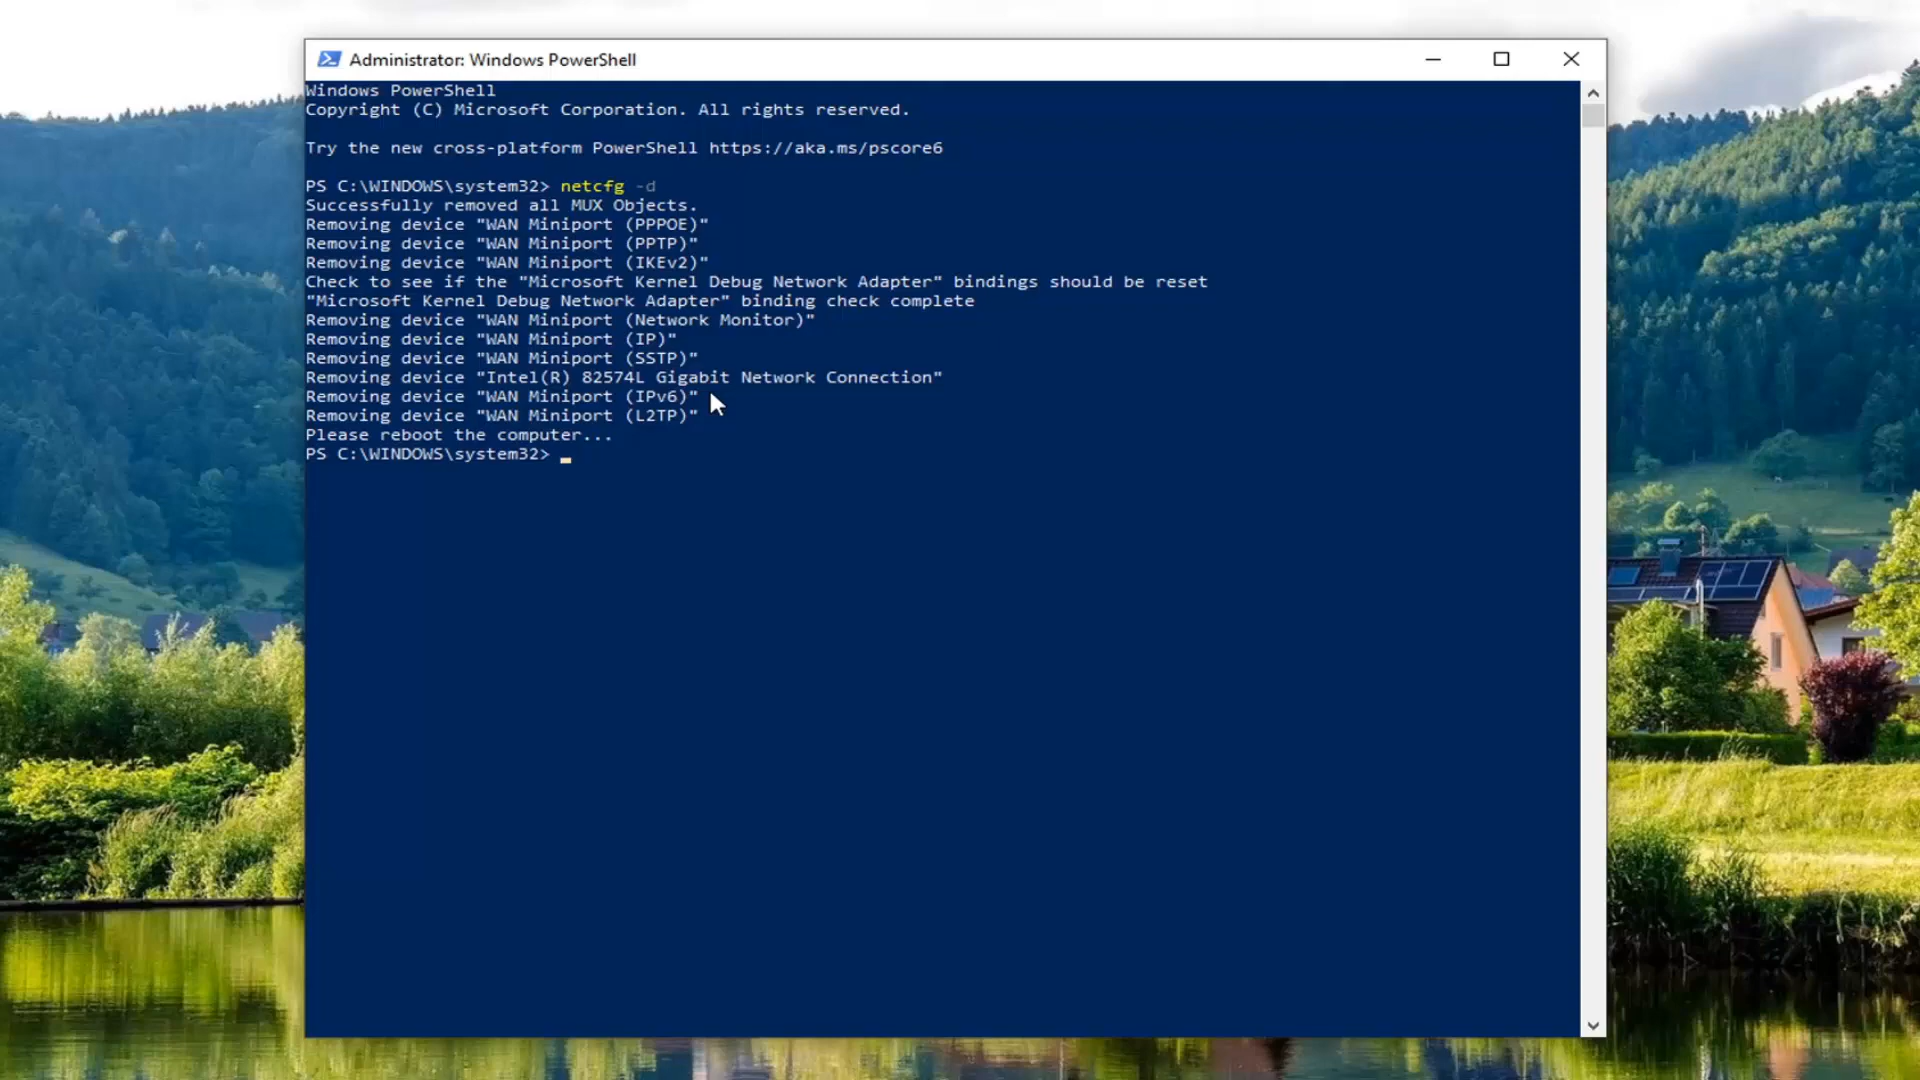 Administrator: Windows PowerShell
Windows PowerShell
Copyright (C) Microsoft Corporation. All rights reserved.
Try the new cross-platform PowerShell https://aka.ms/pscore6
PS C:\WINDOWS\system32> netcfg -d
Successfully removed all MUX Objects.
Removing device "WAN Miniport (PPPOE)"
Removing device "WAN Miniport (PPTP)"
Removing device "WAN Miniport (IKEv2)"
Check to see if the "Microsoft Kernel Debug Network Adapter" bindings should be reset
"Microsoft Kernel Debug Network Adapter" binding check complete
Removing device "WAN Miniport (Network Monitor)"
Removing device "WAN Miniport (IP)"
Removing device "WAN Miniport (SSTP)"
Removing device "Intel(R) 82574L Gigabit Network Connection"
Removing device "WAN Miniport (IPv6)"
Removing device "WAN Miniport (L2TP)"
Please reboot the computer...
PS C:\WINDOWS\system32>